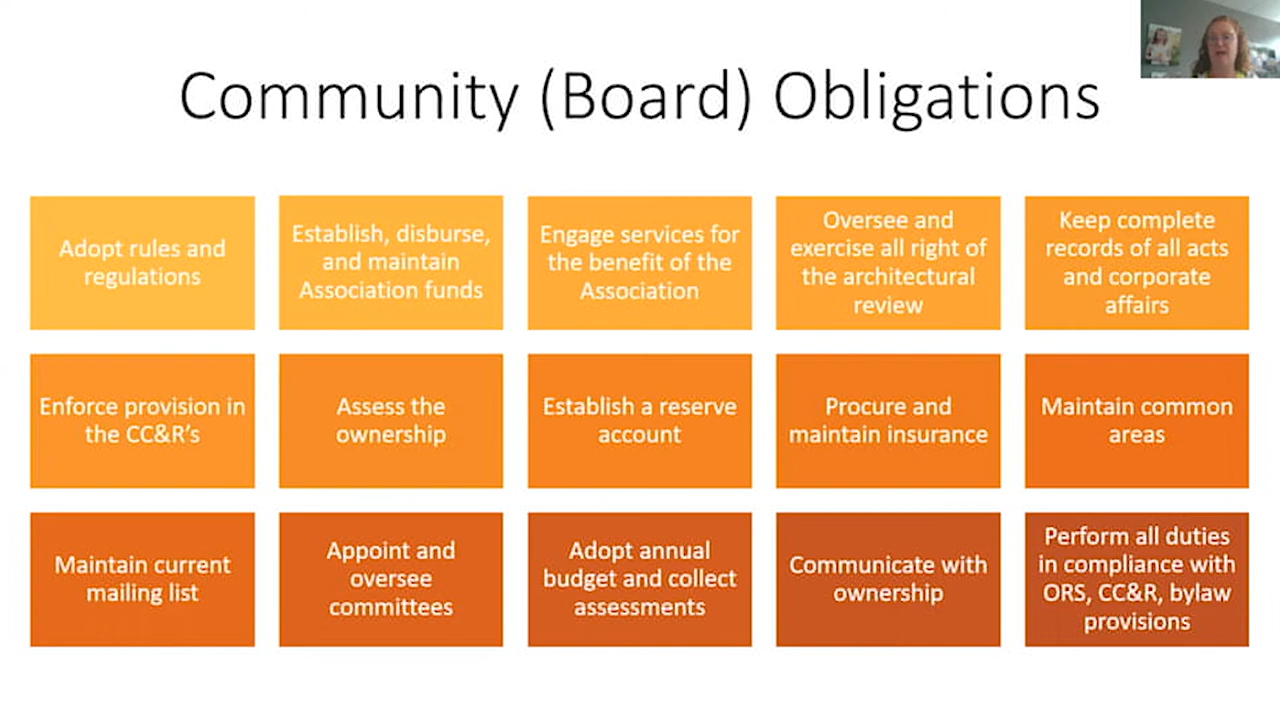 Community (Board) Obligations
Adopt rules and
regulations
Establish, disburse,
and maintain
Association funds
Engage services for
the benefit of the
Association
Oversee and
exercise all right of
the architectural
review
Keep complete
records of all acts
and corporate
affairs
Enforce provision in
the CC&R’s
Assess the
ownership
Establish a reserve
account
Procure and
maintain insurance
Maintain common
areas
Maintain current
mailing list
Appoint and
oversee
committees
Adopt annual
budget and collect
assessments
Communicate with
ownership
Perform all duties
in compliance with
ORS, CC&R, bylaw
provisions